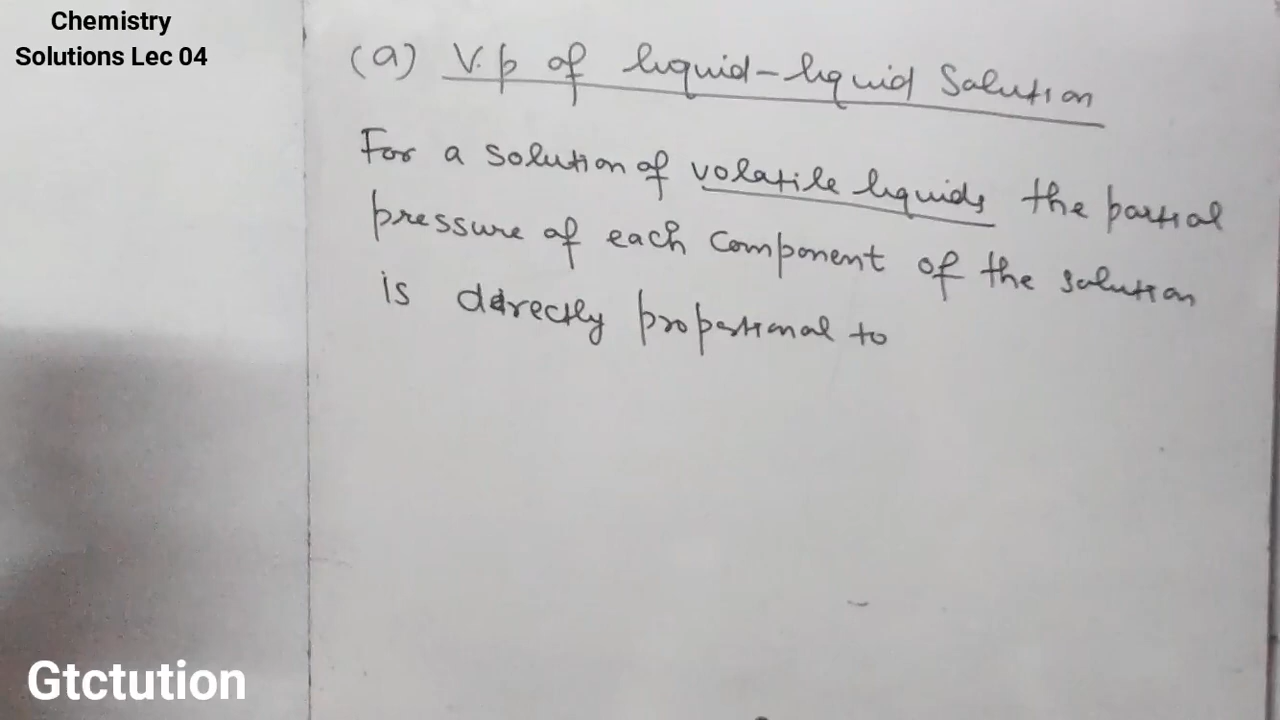 Chemistry
Solutions Lec 04
(a) V.p of liquid-liquid Solution
For a solution of volatile liquids the partial
pressure of each component of the solution
is directly proportional to
Gtctution